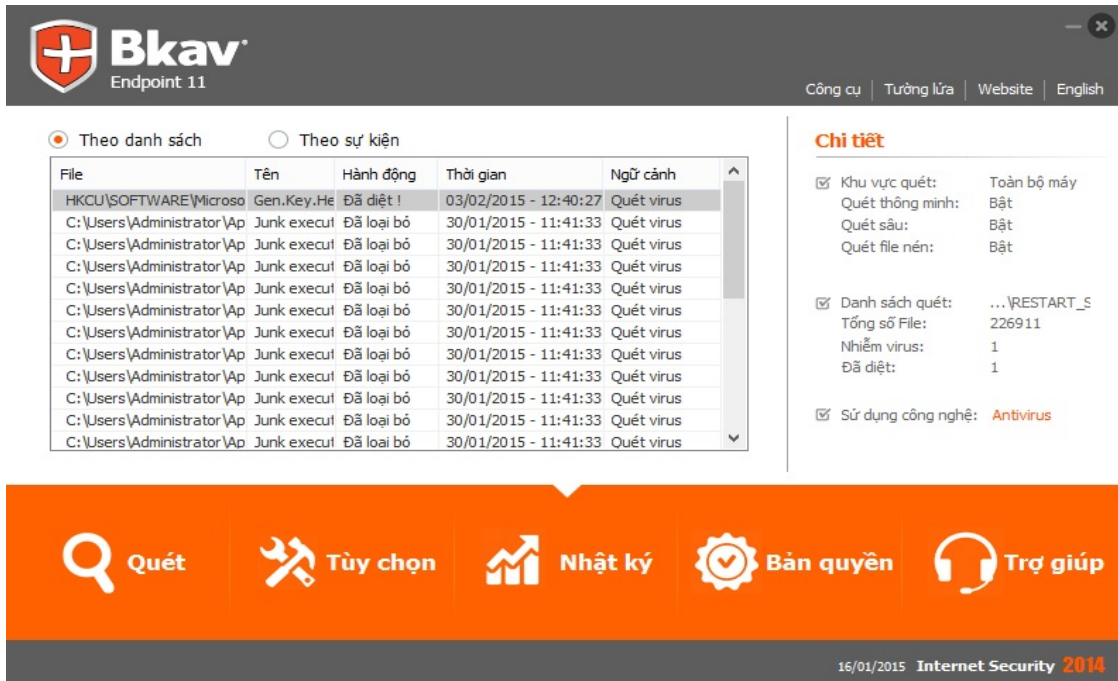 Bkav
Endpoint 11
Công cụ | Tường lửa | Website | English
Theo danh sách Theo sự kiện
File Tên Hành động Thời gian Ngữ cảnh
HKCU\SOFTWARE\Microso Gen.Key.He Đã diệt ! 03/02/2015 - 12:40:27 Quét virus
C:\Users\Administrator\Ap Junk execut Đã loại bỏ 30/01/2015 - 11:41:33 Quét virus
C:\Users\Administrator\Ap Junk execut Đã loại bỏ 30/01/2015 - 11:41:33 Quét virus
C:\Users\Administrator\Ap Junk execut Đã loại bỏ 30/01/2015 - 11:41:33 Quét virus
C:\Users\Administrator\Ap Junk execut Đã loại bỏ 30/01/2015 - 11:41:33 Quét virus
C:\Users\Administrator\Ap Junk execut Đã loại bỏ 30/01/2015 - 11:41:33 Quét virus
C:\Users\Administrator\Ap Junk execut Đã loại bỏ 30/01/2015 - 11:41:33 Quét virus
C:\Users\Administrator\Ap Junk execut Đã loại bỏ 30/01/2015 - 11:41:33 Quét virus
C:\Users\Administrator\Ap Junk execut Đã loại bỏ 30/01/2015 - 11:41:33 Quét virus
C:\Users\Administrator\Ap Junk execut Đã loại bỏ 30/01/2015 - 11:41:33 Quét virus
C:\Users\Administrator\Ap Junk execut Đã loại bỏ 30/01/2015 - 11:41:33 Quét virus
C:\Users\Administrator\Ap Junk execut Đã loại bỏ 30/01/2015 - 11:41:33 Quét virus
Chi tiết
Khu vực quét: Toàn bộ máy
Quét thông minh: Bật
Quét sâu: Bật
Quét file nén: Bật
Danh sách quét: ...\RESTART_S
Tổng số File: 226911
Nhiễm virus: 1
Đã diệt: 1
Sử dụng công nghệ: Antivirus
Quét Tùy chọn Nhật ký Bản quyền Trợ giúp
16/01/2015 Internet Security 2014